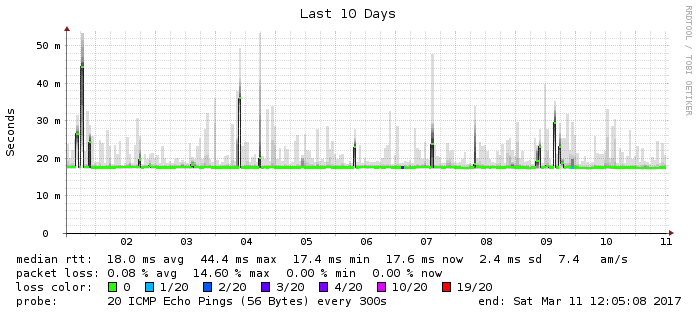 Last 10 Days
RRDTOOL / TOBI OETIKER
Seconds
50 m
40 m
30 m
20 m
10 m
0
02 03 04 05 06 07 08 09 10 11
median rtt: 18.0 ms avg 44.4 ms max 17.4 ms min 17.6 ms now 2.4 ms sd 7.4 am/s
packet loss: 0.08 % avg 14.60 % max 0.00 % min 0.00 % now
loss color: 0 1/20 2/20 3/20 4/20 10/20 19/20
probe: 20 ICMP Echo Pings (56 Bytes) every 300s end: Sat Mar 11 12:05:08 2017